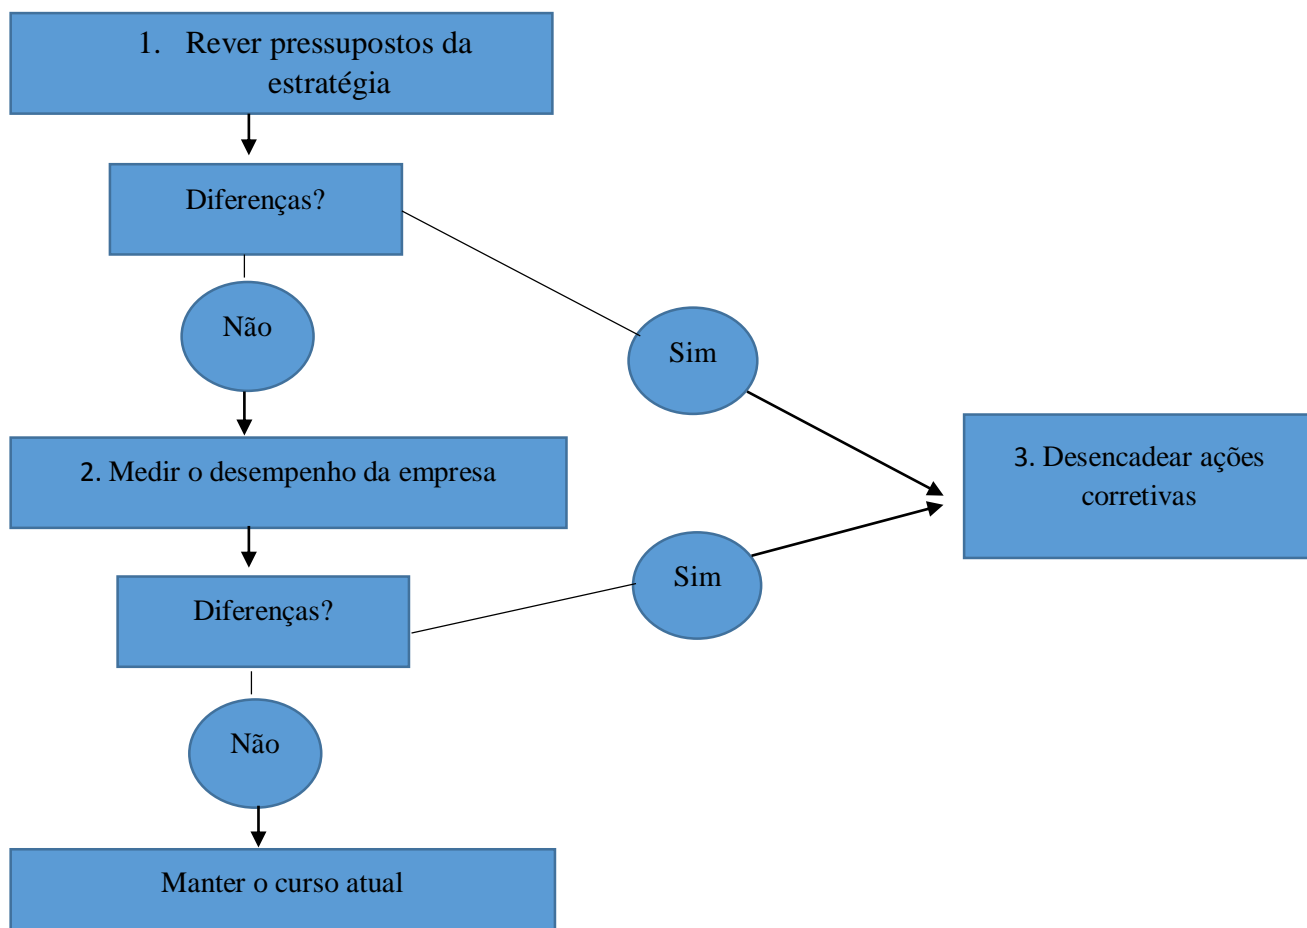 1. Rever pressupostos da
estratégia
Diferenças?
Não
Sim
2. Medir o desempenho da empresa
3. Desencadear ações
corretivas
Sim
Diferenças?
Não
Manter o curso atual